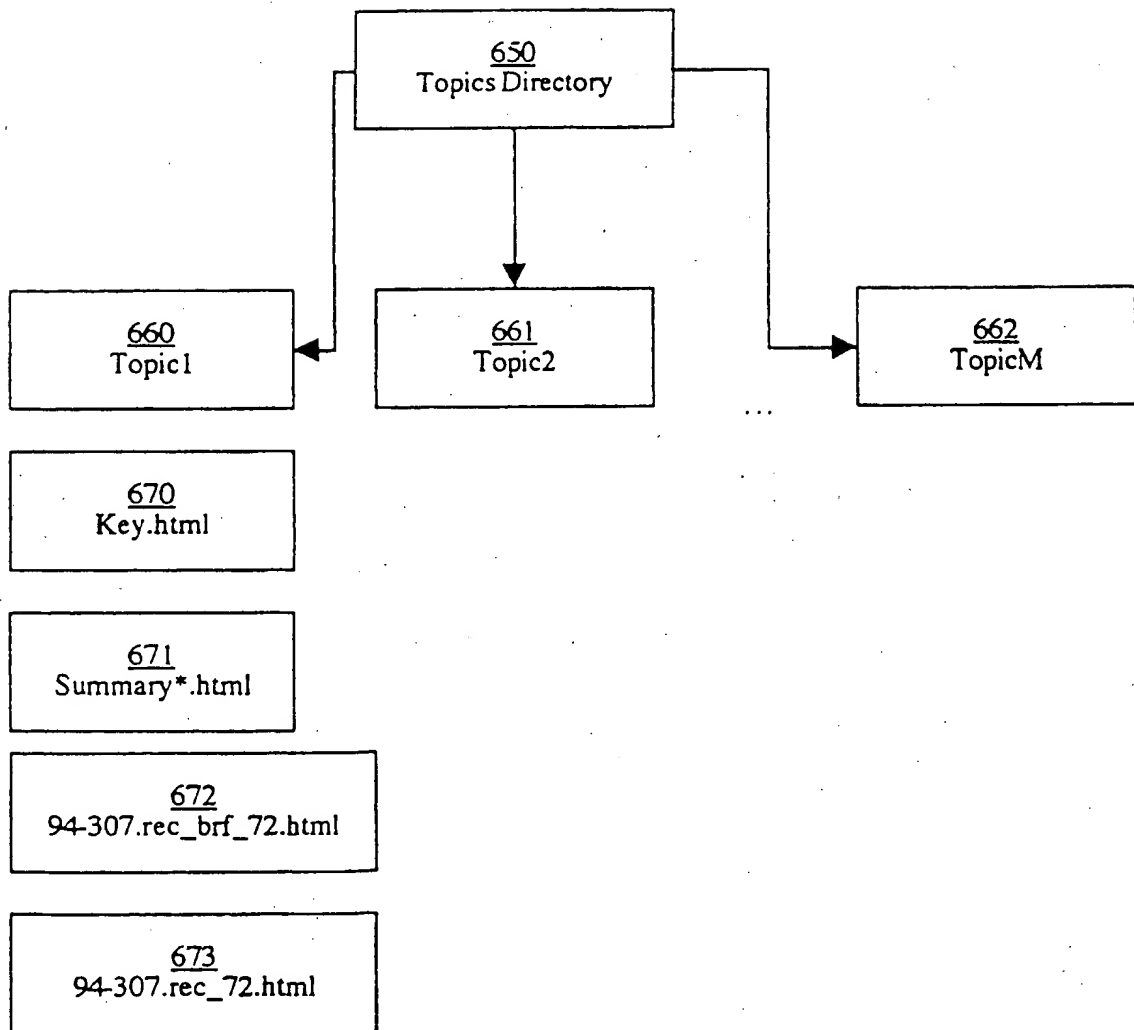 650
Topics Directory
660
Topic1
661
Topic2
662
TopicM
...
670
Key.html
671
Summary*.html
672
94-307.rec_brf_72.html
673
94-307.rec_72.html